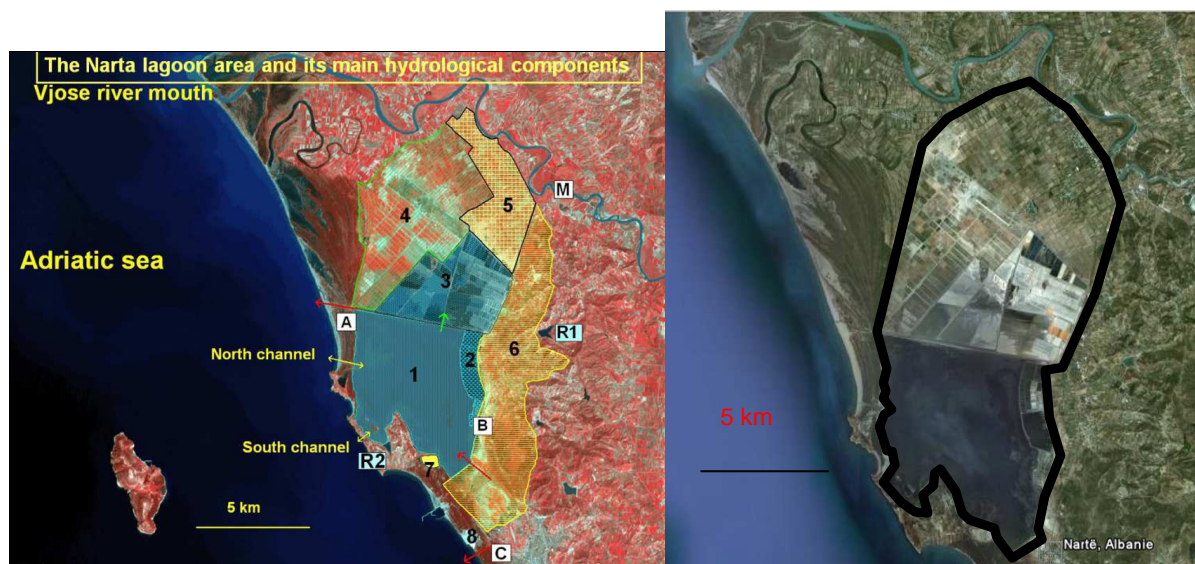 The Narta lagoon area and its main hydrological components
Vjose river mouth
Adriatic sea
5
M
4
3
A
R1
North channel
6
2
1
B
South channel
R2
7
5 km
8
C
5 km
Nartë, Albanie